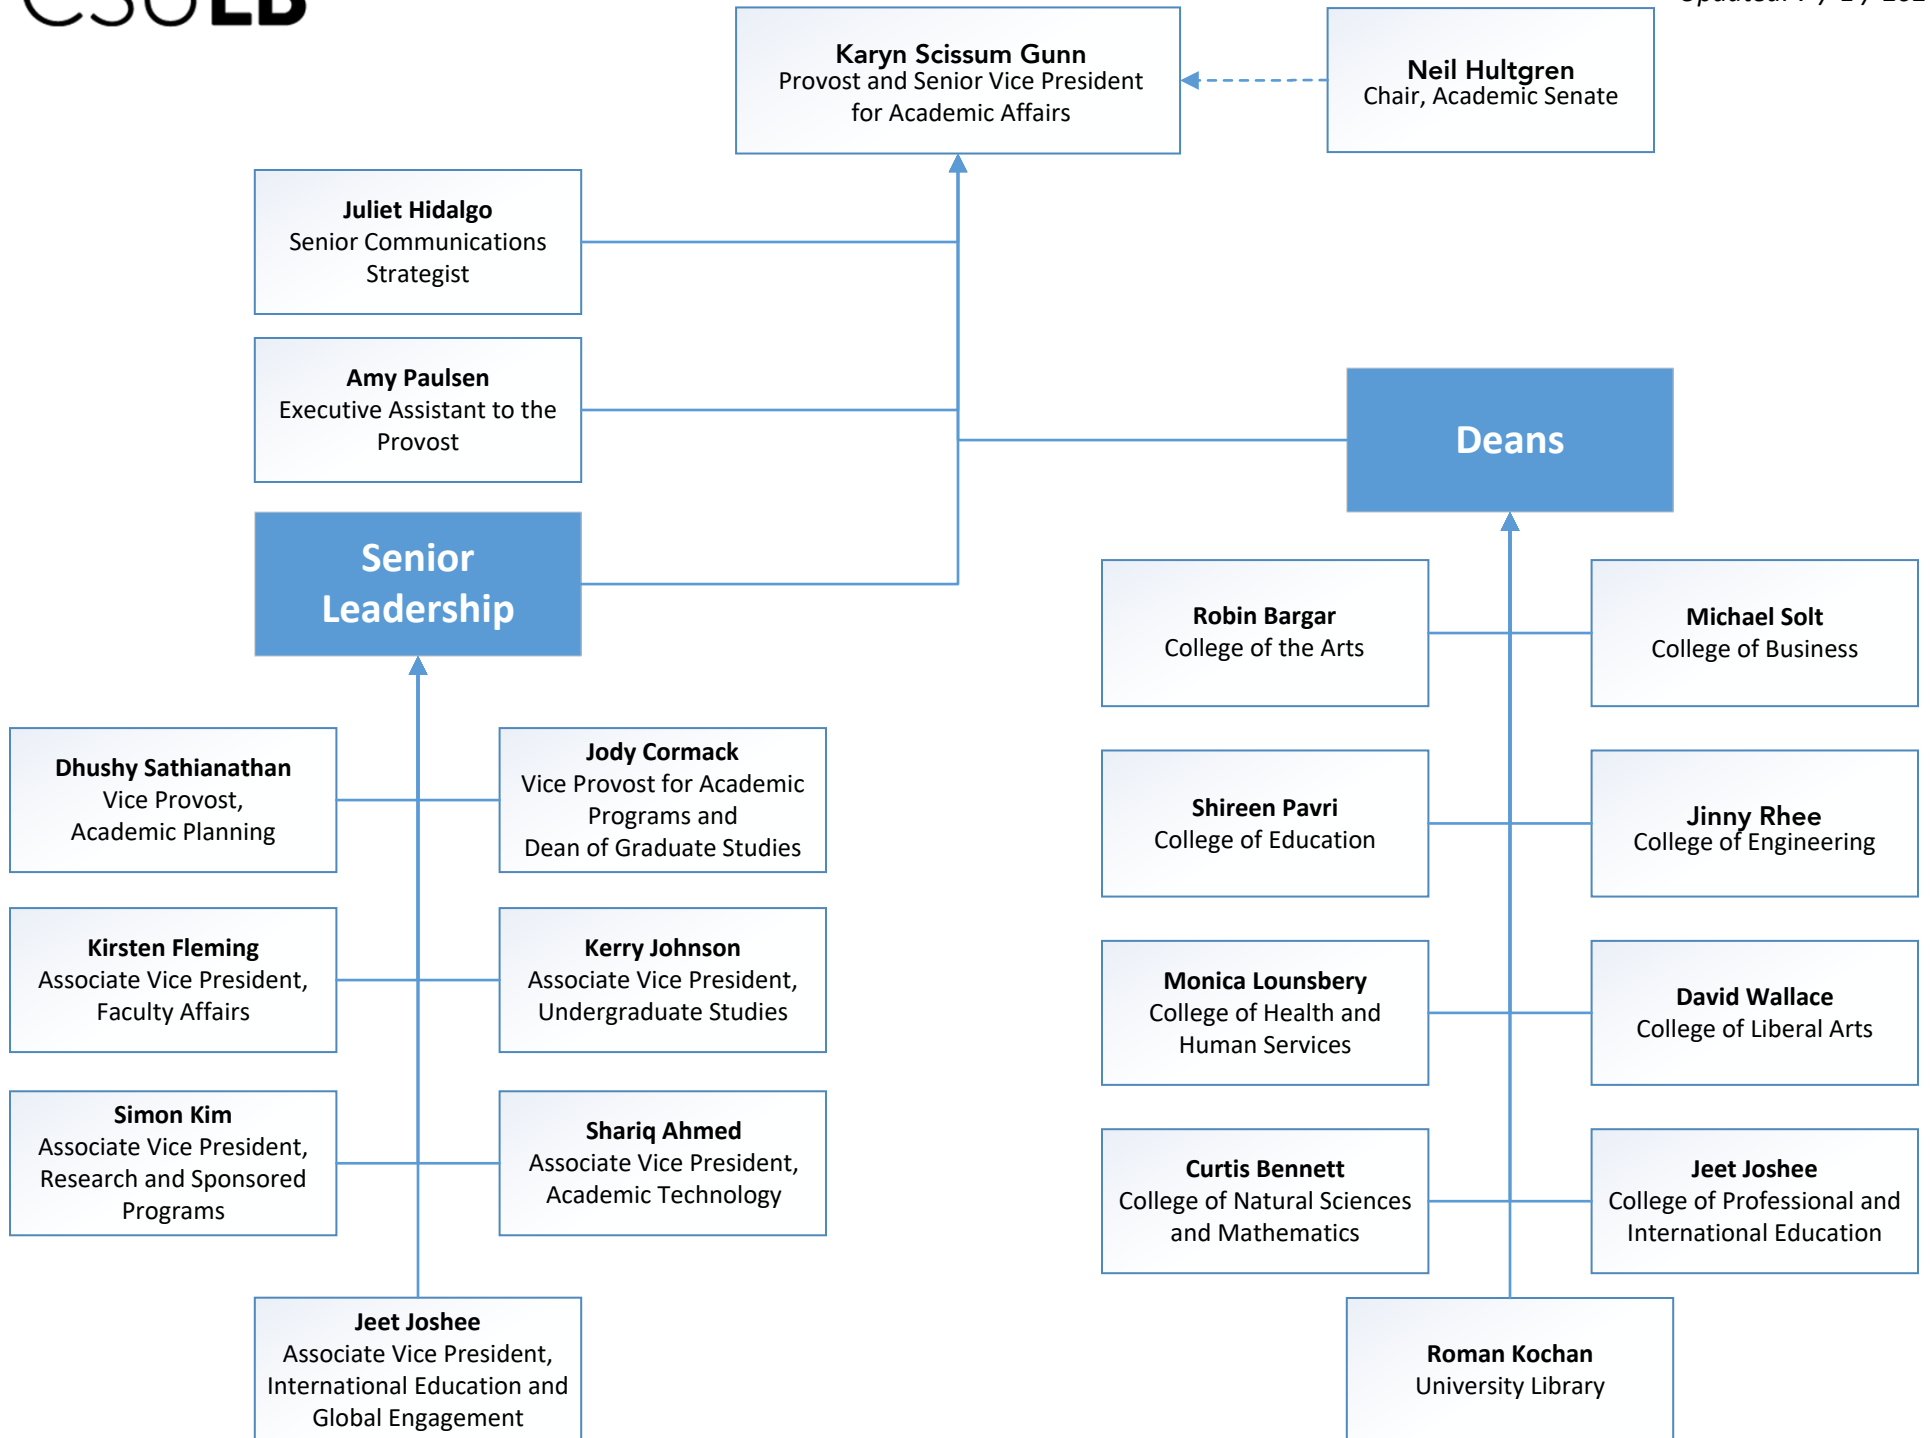 CSULB
Karyn Scissum Gunn
Provost and Senior Vice President
for Academic Affairs
Neil Hultgren
Chair, Academic Senate
Juliet Hidalgo
Senior Communications
Strategist
Amy Paulsen
Executive Assistant to the
Provost
Deans
Senior
Leadership
Robin Bargar
College of the Arts
Michael Solt
College of Business
Dhushy Sathianathan
Vice Provost,
Academic Planning
Jody Cormack
Vice Provost for Academic
Programs and
Dean of Graduate Studies
Shireen Pavri
College of Education
Jinny Rhee
College of Engineering
Kirsten Fleming
Associate Vice President,
Faculty Affairs
Kerry Johnson
Associate Vice President,
Undergraduate Studies
Monica Lounsbery
College of Health and
Human Services
David Wallace
College of Liberal Arts
Simon Kim
Associate Vice President,
Research and Sponsored
Programs
Shariq Ahmed
Associate Vice President,
Academic Technology
Curtis Bennett
College of Natural Sciences
and Mathematics
Jeet Joshee
College of Professional and
International Education
Jeet Joshee
Associate Vice President,
International Education and
Global Engagement
Roman Kochan
University Library